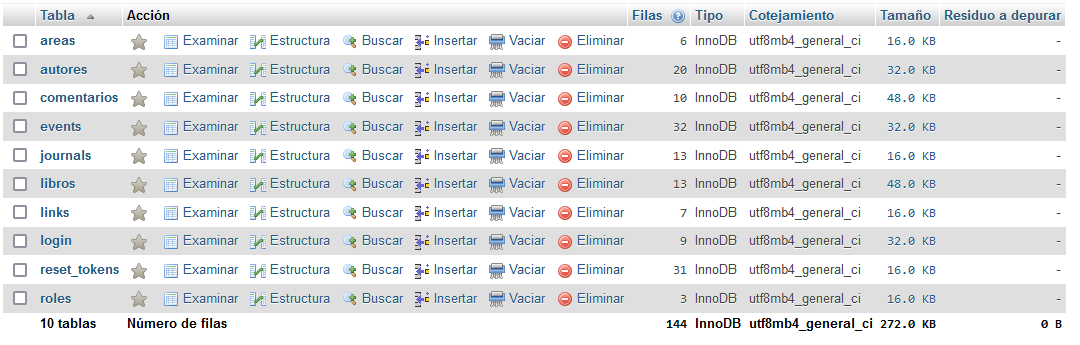 Tabla Acción Filas Tipo Cotejamiento Tamaño Residuo a depurar
areas Examinar Estructura Buscar Insertar Vaciar Eliminar 6 InnoDB utf8mb4_general_ci 16.0 KB -
autores Examinar Estructura Buscar Insertar Vaciar Eliminar 20 InnoDB utf8mb4_general_ci 32.0 KB -
comentarios Examinar Estructura Buscar Insertar Vaciar Eliminar 10 InnoDB utf8mb4_general_ci 48.0 KB -
events Examinar Estructura Buscar Insertar Vaciar Eliminar 32 InnoDB utf8mb4_general_ci 32.0 KB -
journals Examinar Estructura Buscar Insertar Vaciar Eliminar 13 InnoDB utf8mb4_general_ci 16.0 KB -
libros Examinar Estructura Buscar Insertar Vaciar Eliminar 13 InnoDB utf8mb4_general_ci 48.0 KB -
links Examinar Estructura Buscar Insertar Vaciar Eliminar 7 InnoDB utf8mb4_general_ci 16.0 KB -
login Examinar Estructura Buscar Insertar Vaciar Eliminar 9 InnoDB utf8mb4_general_ci 32.0 KB -
reset_tokens Examinar Estructura Buscar Insertar Vaciar Eliminar 31 InnoDB utf8mb4_general_ci 16.0 KB -
roles Examinar Estructura Buscar Insertar Vaciar Eliminar 3 InnoDB utf8mb4_general_ci 16.0 KB -
10 tablas Número de filas 144 InnoDB utf8mb4_general_ci 272.0 KB 0 B